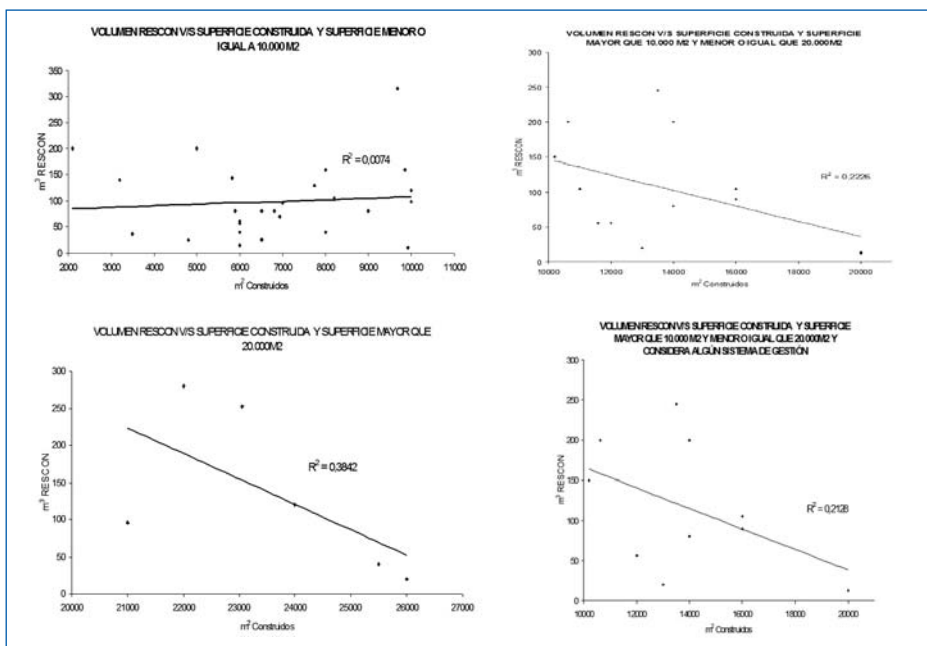 VOLUMEN RESCON V/S SUPERFICIE CONSTRUIDA Y SUPERFICIE MENOR O
IGUAL A 10.000 M2
350
300
250
200
150
100
50
0
m³ RESCON
R² = 0,0074
2000 3000 4000 5000 6000 7000 8000 9000 10000 11000
m² Construidos
VOLUMEN RESCON V/S SUPERFICIE CONSTRUIDA Y SUPERFICIE
MAYOR QUE 10.000 M2 Y MENOR O IGUAL QUE 20.000M2
300
250
200
150
100
50
0
m³ RESCON
R² = 0,2226
10000 12000 14000 16000 18000 20000
m² Construidos
VOLUMEN RESCON V/S SUPERFICIE CONSTRUIDA Y SUPERFICIE MAYOR QUE
20.000M2
300
250
200
150
100
50
0
m³ RESCON
R² = 0,3842
20000 21000 22000 23000 24000 25000 26000 27000
m² Construidos
VOLUMEN RESCON V/S SUPERFICIE CONSTRUIDA Y SUPERFICIE
MAYOR QUE 10.000 M2 Y MENOR O IGUAL QUE 20.000M2 Y
CONSIDERA ALGÚN SISTEMA DE GESTIÓN
300
250
200
150
100
50
0
m³ RESCON
R² = 0,2128
10000 12000 14000 16000 18000 20000
m² Construidos